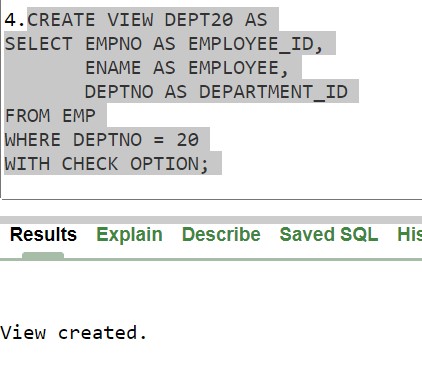 4.CREATE VIEW DEPT20 AS
SELECT EMPNO AS EMPLOYEE_ID,
       ENAME AS EMPLOYEE,
       DEPTNO AS DEPARTMENT_ID
FROM EMP
WHERE DEPTNO = 20
WITH CHECK OPTION;
Results Explain Describe Saved SQL His
View created.